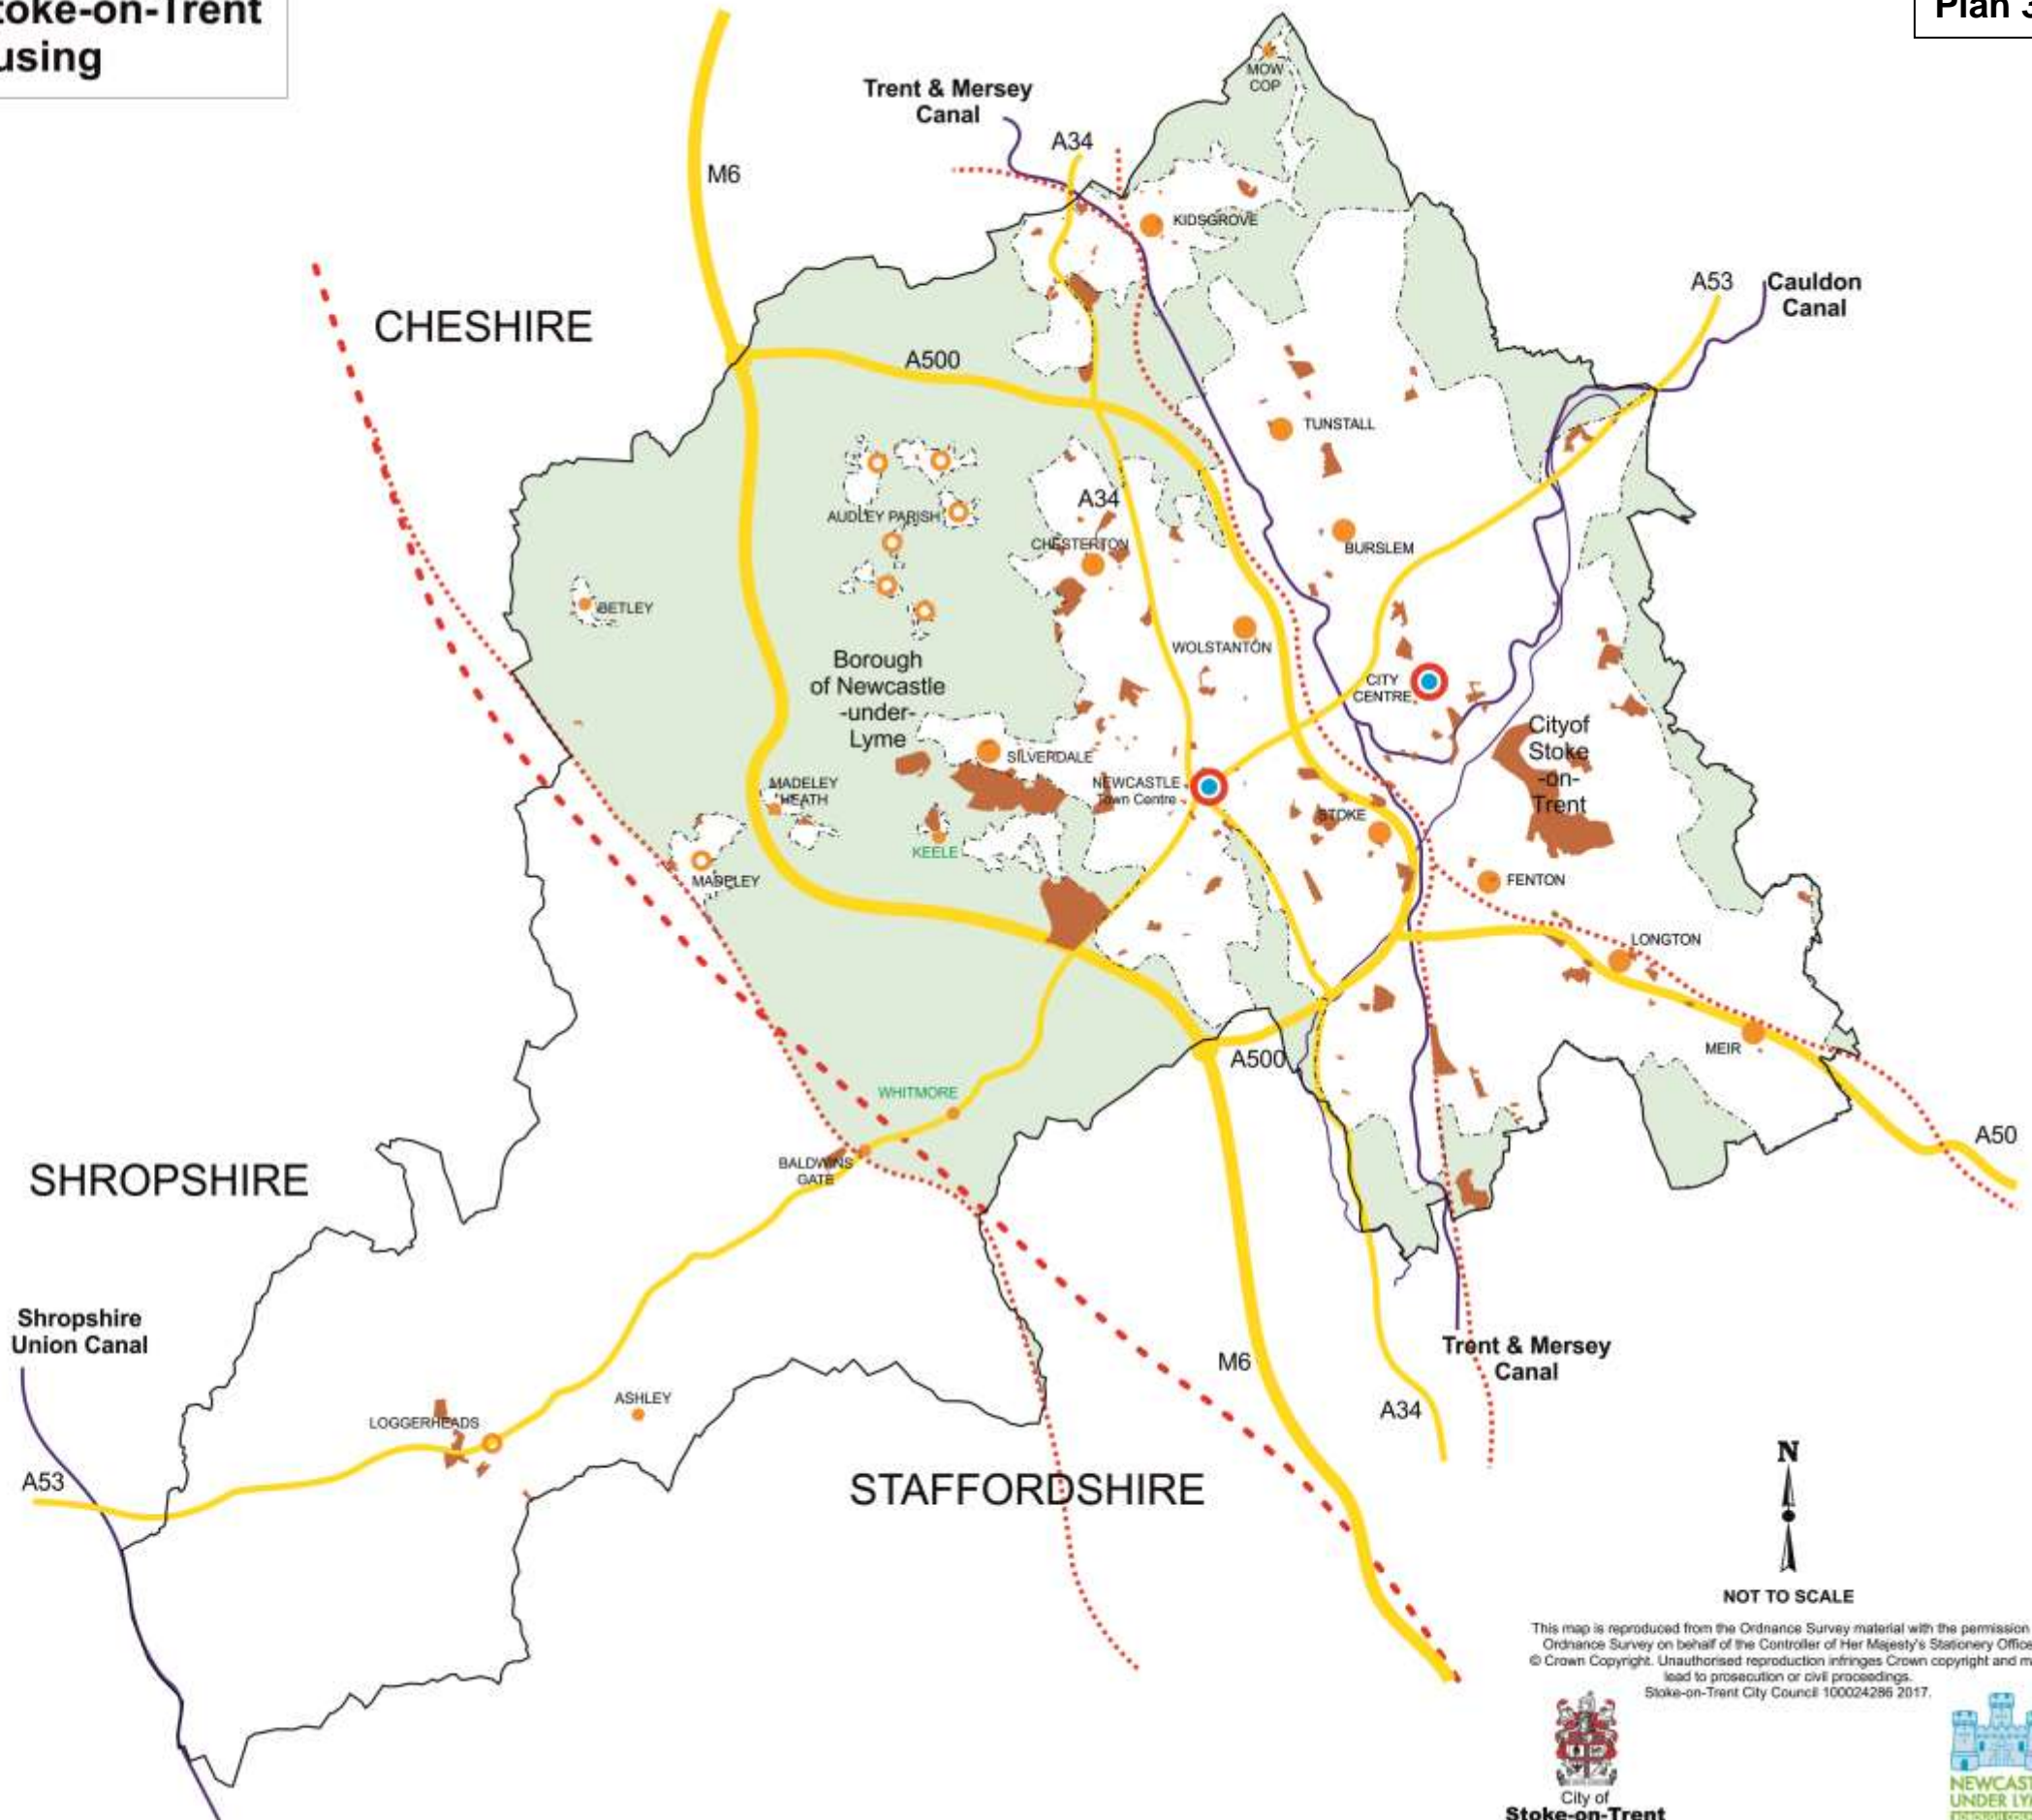 toke-on-Trent
using
Plan 3
Trent & Mersey
Canal
A34
MOW
COP
M6
KIDSGROVE
CHESHIRE
A500
A53
Cauldon
Canal
TUNSTALL
AUDLEY PARISH
A34
CHESTERTON
BURSLEM
BETLEY
WOLSTANTON
Borough
of Newcastle
-under-
Lyme
CITY
CENTRE
Cityof
Stoke
-on-
Trent
SILVERDALE
NEWCASTLE
Town Centre
MADELEY
HEATH
STOKE
KEELE
MADELEY
FENTON
LONGTON
MEIR
A500
WHITMORE
BALDWINS
GATE
A50
SHROPSHIRE
Shropshire
Union Canal
Trent & Mersey
Canal
M6
A34
ASHLEY
LOGGERHEADS
A53
STAFFORDSHIRE
N
NOT TO SCALE
This map is reproduced from the Ordnance Survey material with the permission
Ordnance Survey on behalf of the Controller of Her Majesty's Stationery Office
© Crown Copyright. Unauthorised reproduction infringes Crown copyright and m
lead to prosecution or civil proceedings.
Stoke-on-Trent City Council 100024286 2017.
City of
Stoke-on-Trent
NEWCAST
UNDER LY